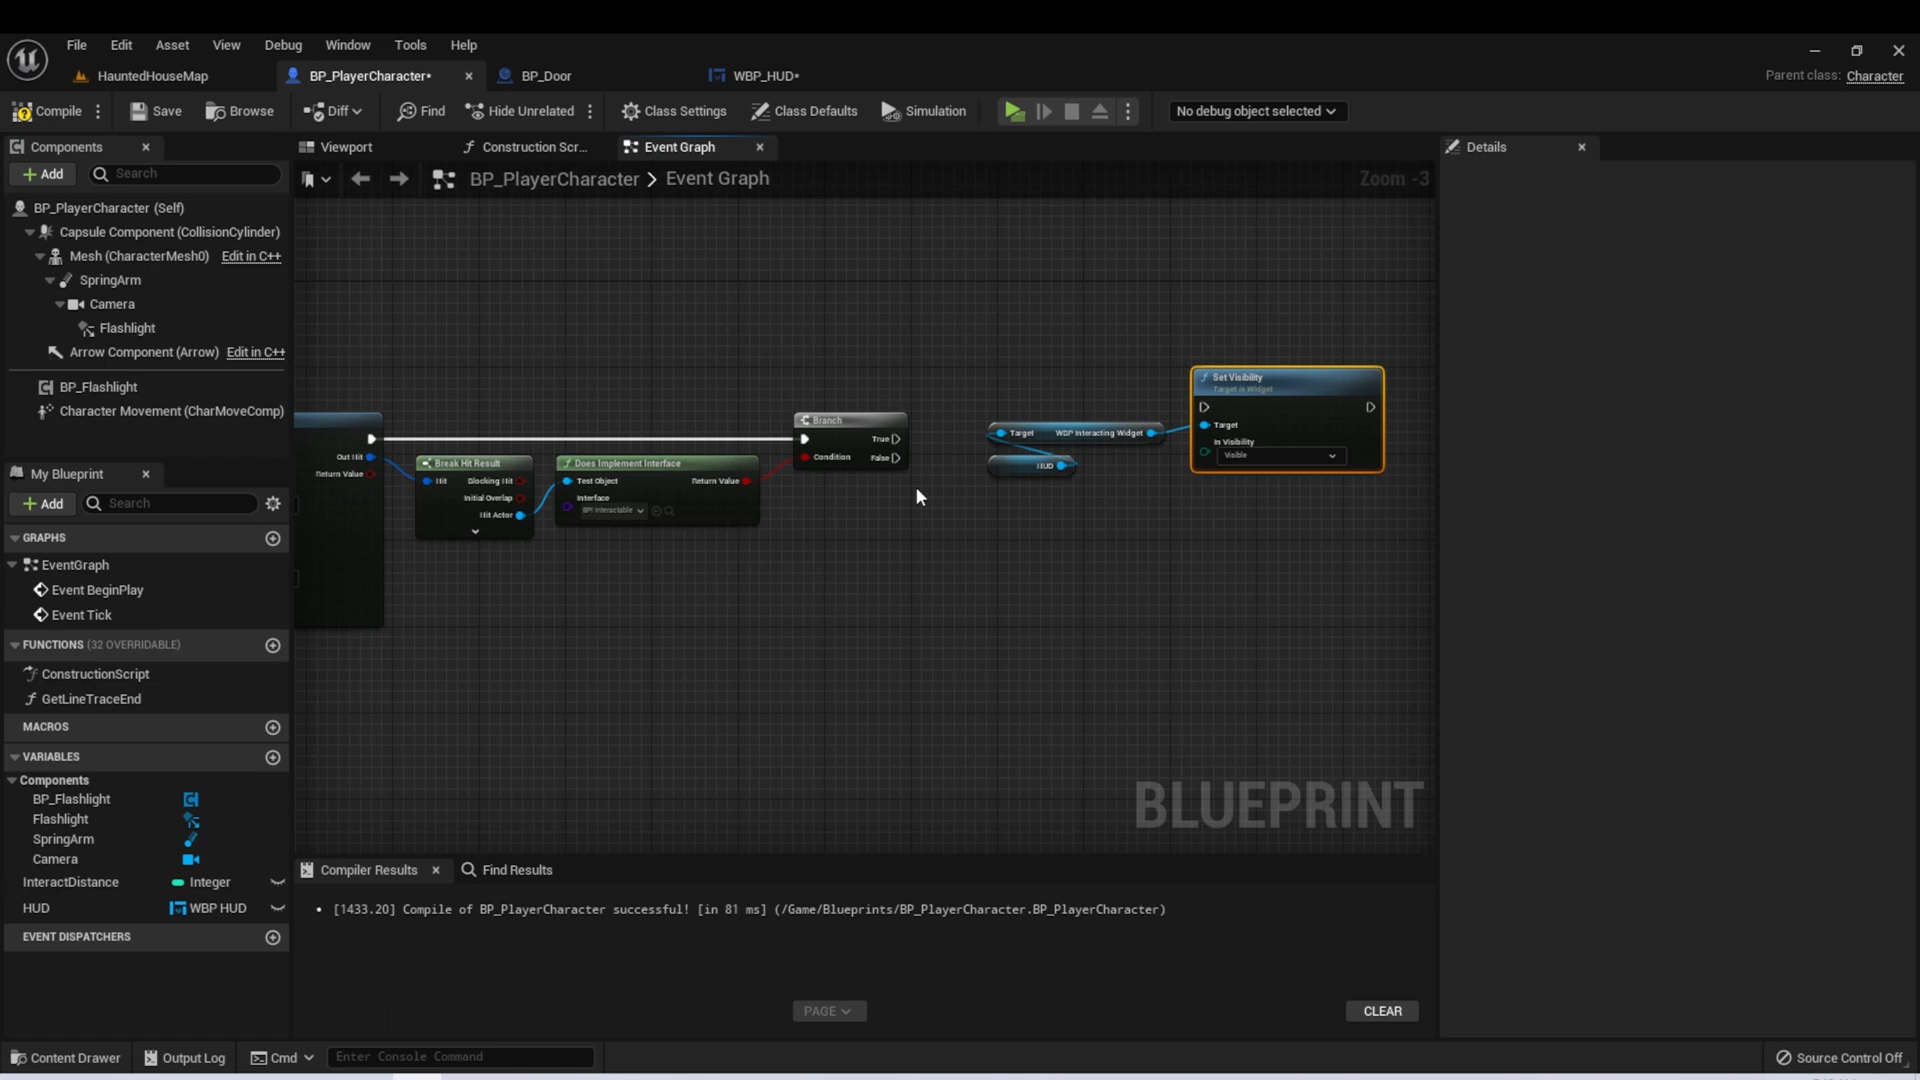 File Edit Asset View Debug Window Tools Help
HauntedHouseMap BP_PlayerCharacter* BP_Door WBP_HUD* Parent class: Character
Compile Save Browse Diff Find Hide Unrelated Class Settings Class Defaults Simulation No debug object selected
Components Viewport Construction Scr... Event Graph Details
Add Search BP_PlayerCharacter > Event Graph Zoom -3
BP_PlayerCharacter (Self)
Capsule Component (CollisionCylinder)
Mesh (CharacterMesh0) Edit in C++
SpringArm
Camera
Flashlight
Arrow Component (Arrow) Edit in C++
BP_Flashlight
Character Movement (CharMoveComp)
Out Hit
Return Value
Break Hit Result
Hit Blocking Hit
Initial Overlap
Hit Actor
Does Implement Interface
Test Object Return Value
Interface
BPI Interactable
Branch
True
Condition False
Target WBP Interacting Widget
HUD
Set Visibility
Target is Widget
Target
In Visibility
Visible
My Blueprint
Add Search
GRAPHS
EventGraph
Event BeginPlay
Event Tick
FUNCTIONS (32 OVERRIDABLE)
ConstructionScript
GetLineTraceEnd
MACROS
VARIABLES
Components
BP_Flashlight
Flashlight
SpringArm
Camera
InteractDistance Integer
HUD WBP HUD
EVENT DISPATCHERS
BLUEPRINT
Compiler Results Find Results
[1433.20] Compile of BP_PlayerCharacter successful! [in 81 ms] (/Game/Blueprints/BP_PlayerCharacter.BP_PlayerCharacter)
PAGE CLEAR
Content Drawer Output Log Cmd Enter Console Command Source Control Off